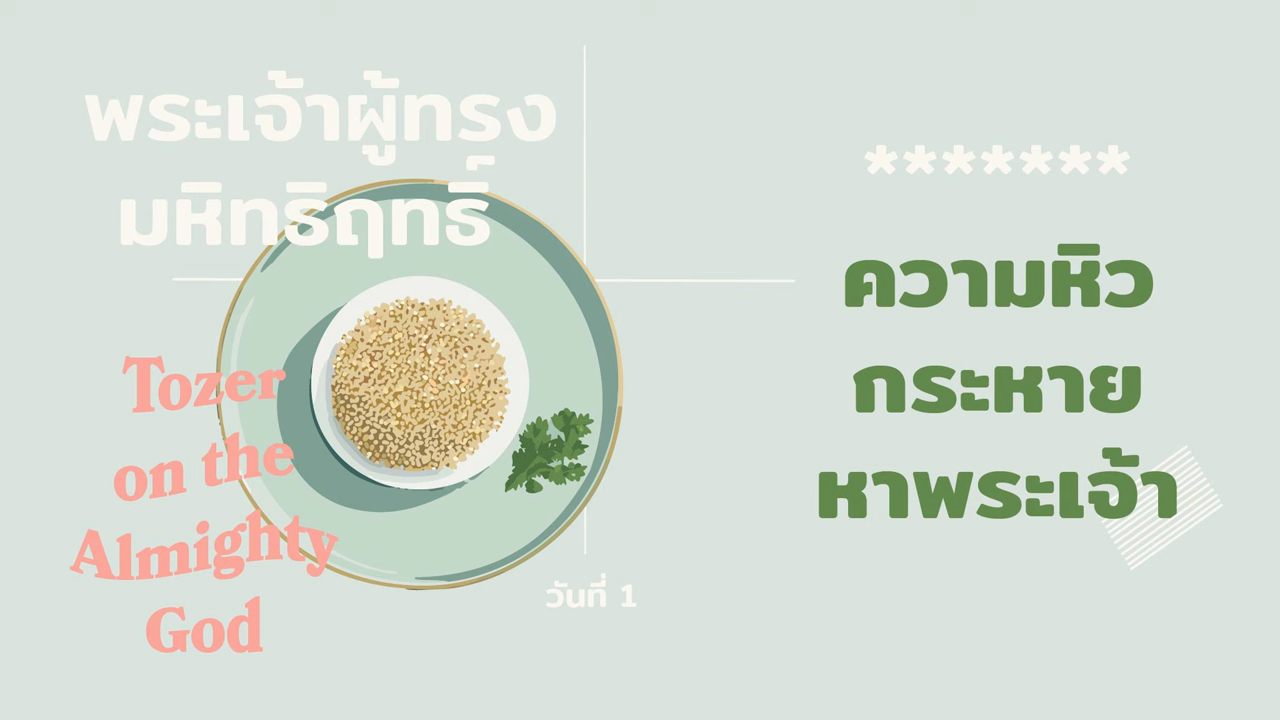 พระเจ้าผู้ทรง
มหิทธิฤทธิ์
Tozer
on the
Almighty
God
วันที่ 1
*******
ความหิว
กระหาย
หาพระเจ้า